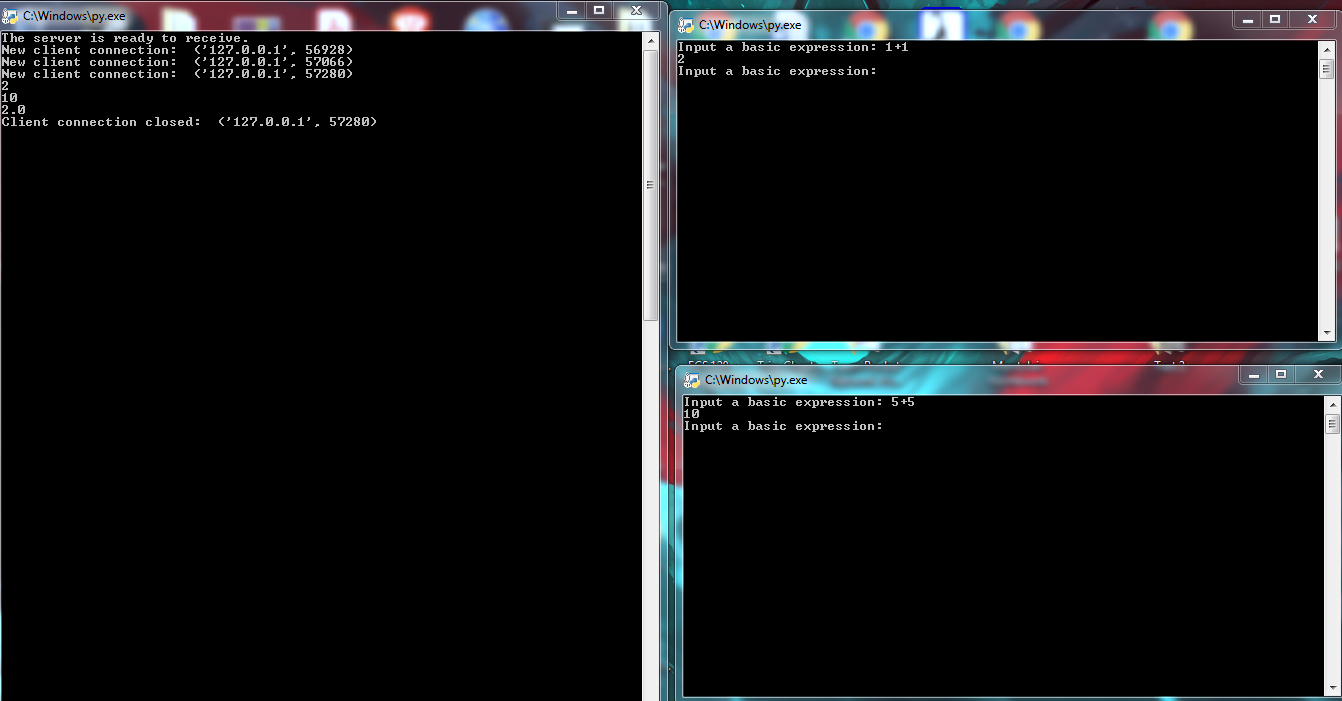 C:\Windows\py.exe
The server is ready to receive.
New client connection:  ('127.0.0.1', 56928)
New client connection:  ('127.0.0.1', 57066)
New client connection:  ('127.0.0.1', 57280)
2
10
2.0
Client connection closed:  ('127.0.0.1', 57280)
C:\Windows\py.exe
Input a basic expression: 1+1
2
Input a basic expression:
C:\Windows\py.exe
Input a basic expression: 5+5
10
Input a basic expression: